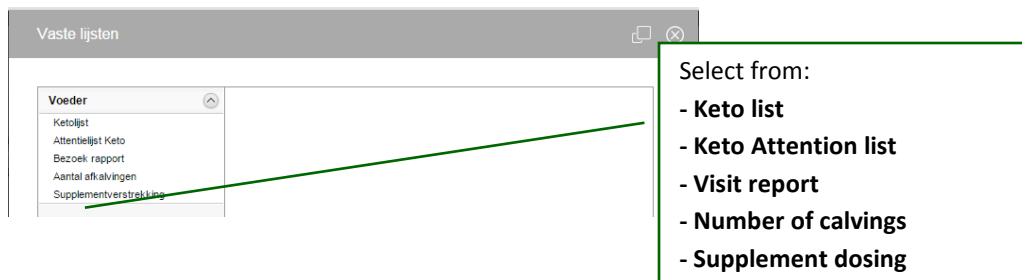 Vaste lijsten
Voeder
Ketolijst
Attentielijst Keto
Bezoek rapport
Aantal afkalvingen
Supplementverstrekking
Select from:
- Keto list
- Keto Attention list
- Visit report
- Number of calvings
- Supplement dosing